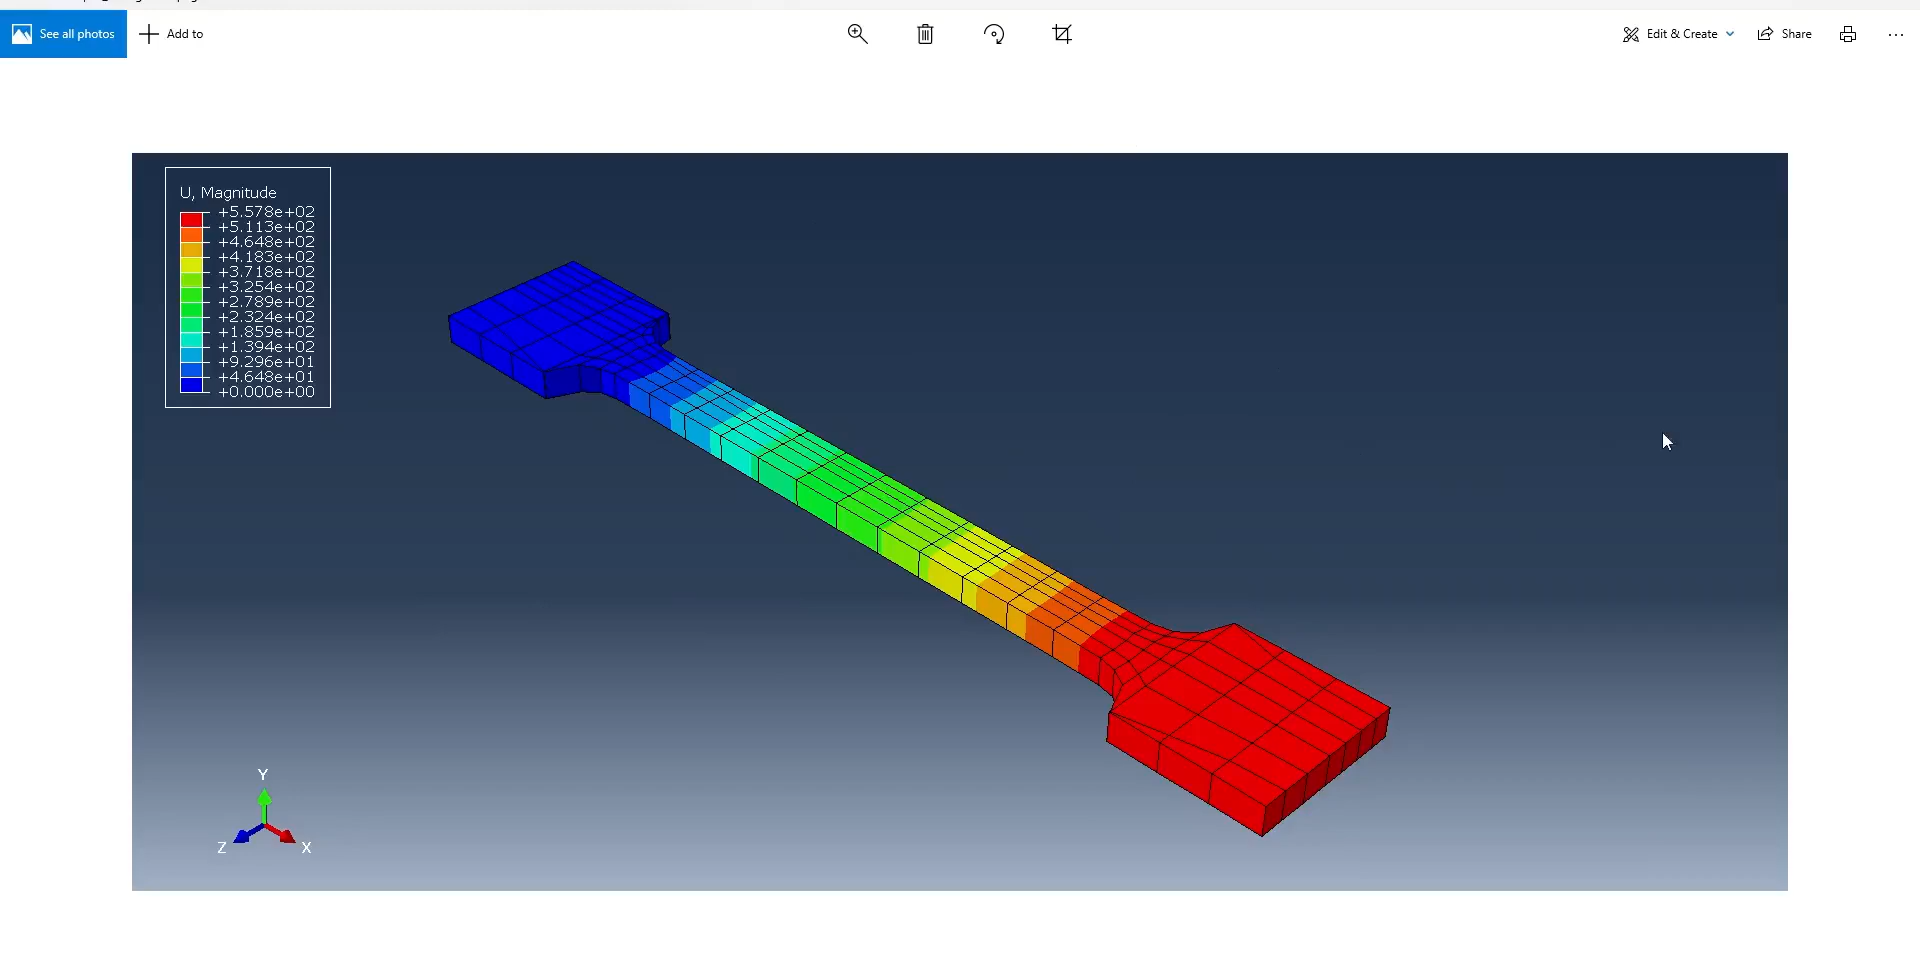 See all photos
Add to
Edit & Create
Share
U, Magnitude
+5.578e+02
+5.113e+02
+4.648e+02
+4.183e+02
+3.718e+02
+3.254e+02
+2.789e+02
+2.324e+02
+1.859e+02
+1.394e+02
+9.296e+01
+4.648e+01
+0.000e+00
Y
Z
X